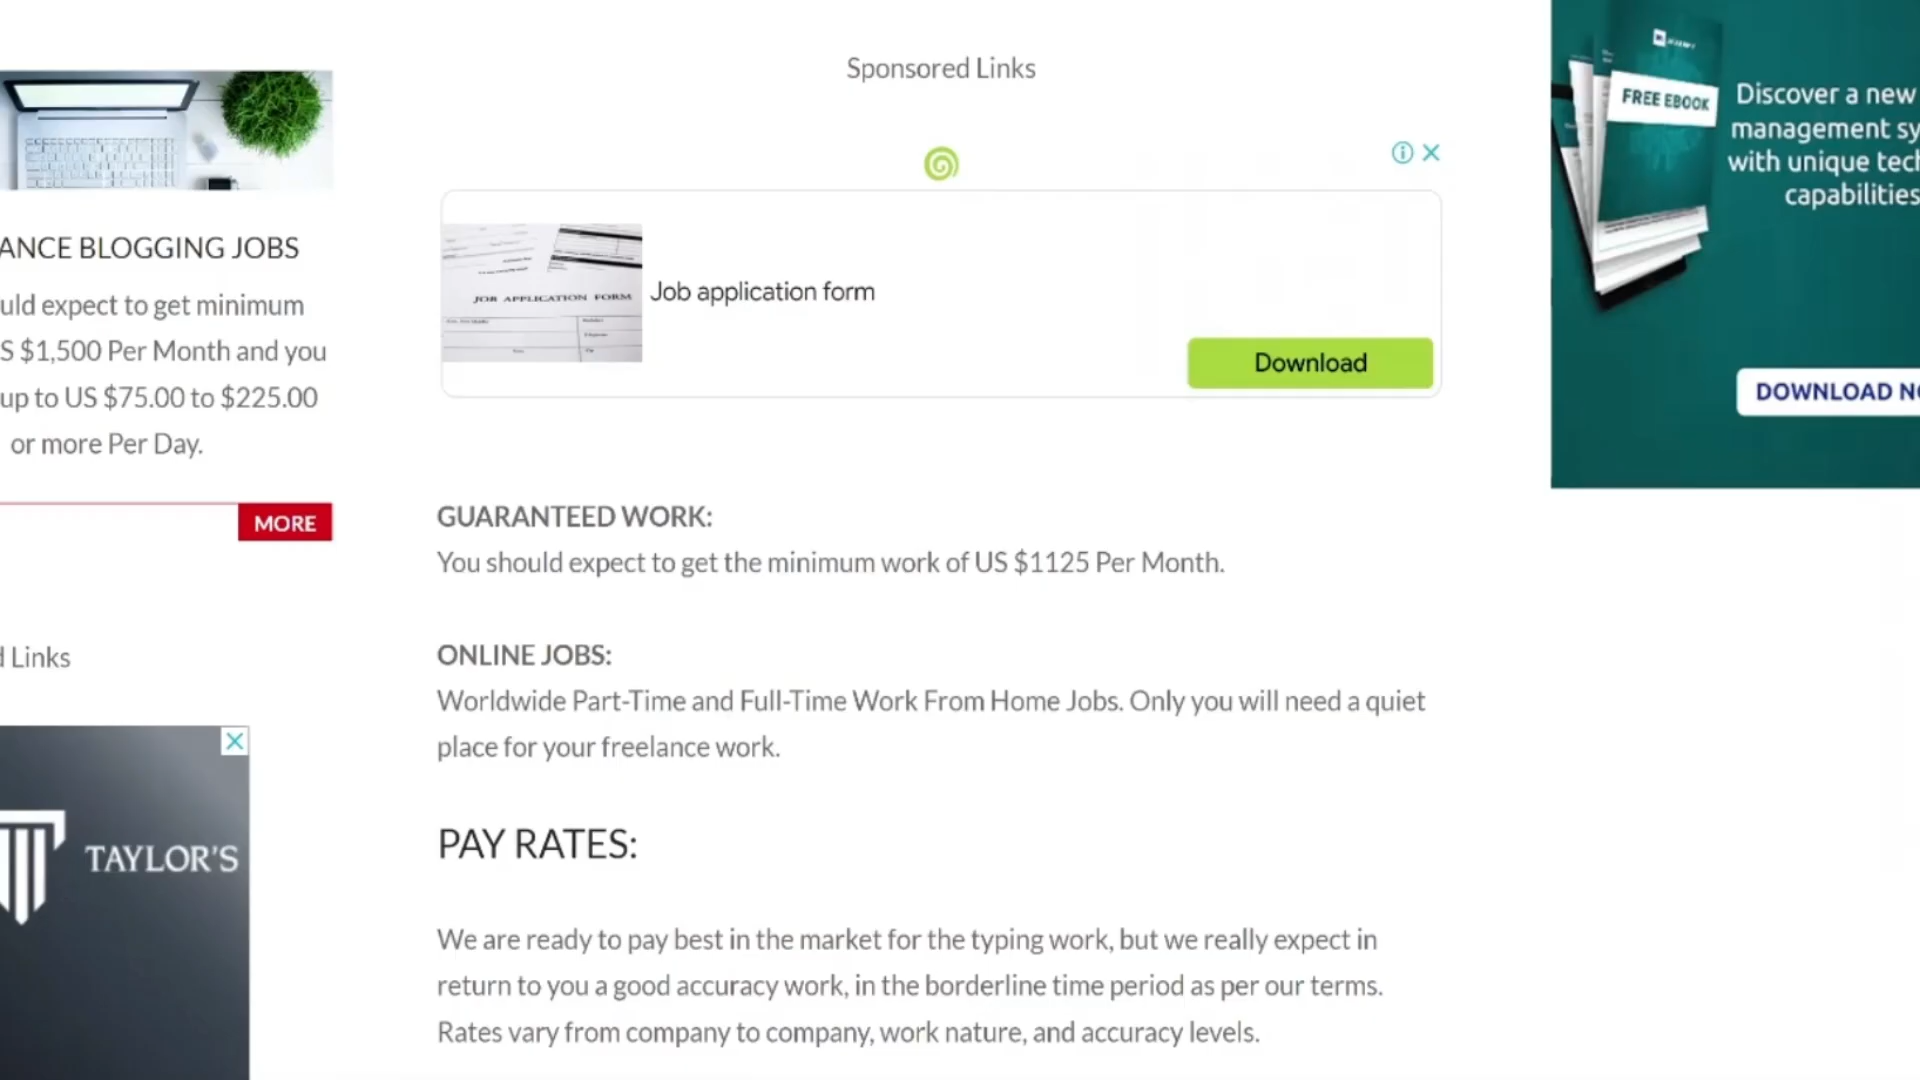 Sponsored Links
ANCE BLOGGING JOBS
uld expect to get minimum
S $1,500 Per Month and you
up to US $75.00 to $225.00
or more Per Day.
MORE
d Links
TAYLOR'S
JOB APPLICATION FORM
Job application form
Download
GUARANTEED WORK:
You should expect to get the minimum work of US $1125 Per Month.
ONLINE JOBS:
Worldwide Part-Time and Full-Time Work From Home Jobs. Only you will need a quiet
place for your freelance work.
PAY RATES:
We are ready to pay best in the market for the typing work, but we really expect in
return to you a good accuracy work, in the borderline time period as per our terms.
Rates vary from company to company, work nature, and accuracy levels.
FREE EBOOK
Discover a new
management sy
with unique tech
capabilities
DOWNLOAD NO